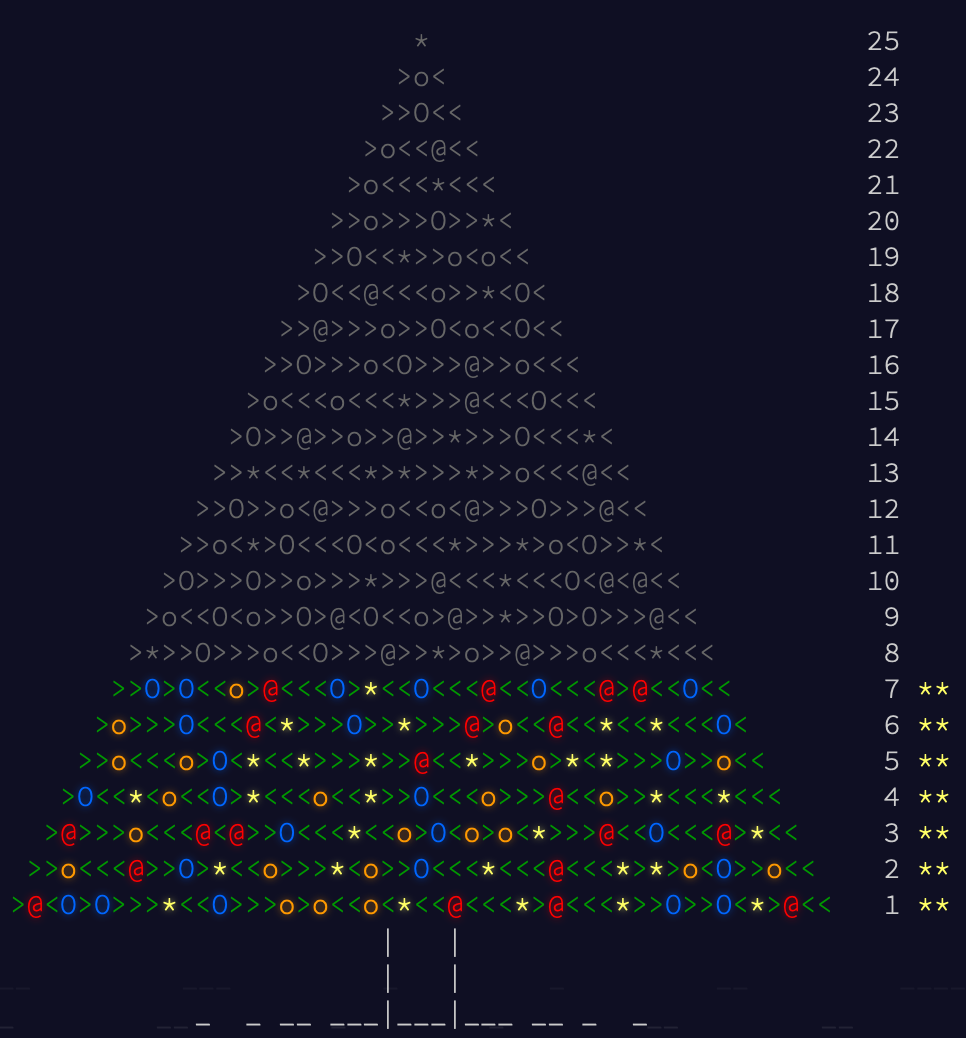 * 25
>o< 24
>>O<< 23
>o<<@<< 22
>o<<<*<<< 21
>>o>>>O>>*< 20
>>O<<*>>o<o<< 19
>O<<@<<<o>>*<O< 18
>>@>>>o>>O<o<<O<< 17
>>O>>>o<O>>>@>>o<<< 16
>o<<<o<<<*>>>@<<<O<<< 15
>O>>@>>o>>@>>*>>>O<<<*< 14
>>*<<*<<<*>*>>>*>>o<<<@<< 13
>>O>>o<@>>>o<<o<@>>>O>>>@<< 12
>>o<*>O<<<O<o<<<*>>>*>o<O>>*< 11
>O>>>O>>o>>>*>>>@<<<*<<<O<@<@<< 10
>o<<O<o>>O>@<O<<o>@>>*>>O>O>>>@<< 9
>*>>O>>>o<<O>>>@>>*>o>>@>>>o<<<*<<< 8
>>O>O<<o>@<<<O>*<<O<<<@<<O<<<@>@<<O<< 7 **
>o>>>O<<<@<*>>>O>>*>>>@>o<<@<<*<<*<<<O< 6 **
>>o<<<o>O<*<<*>>>*>>@<<*>>>o>*<*>>>O>>o<< 5 **
>O<<*<o<<O>*<<<o<<*>>O<<<o>>>@<<o>>*<<<*<<< 4 **
>@>>>o<<<@<@>>O<<<*<<o<O<o>o<*>>>@<<O<<<@>*<< 3 **
>>o<<<@>>O>*<<o>>>*<o>>O<<<*<<<@<<<*>*>o<O>>o<< 2 **
>@<O>O>>>*<<O>>>o>o<<o<*<<@<<<*>@<<<*>>O>>O<*>@<< 1 **
| |
| |
_ _ __ ___|___|___ __ _ _